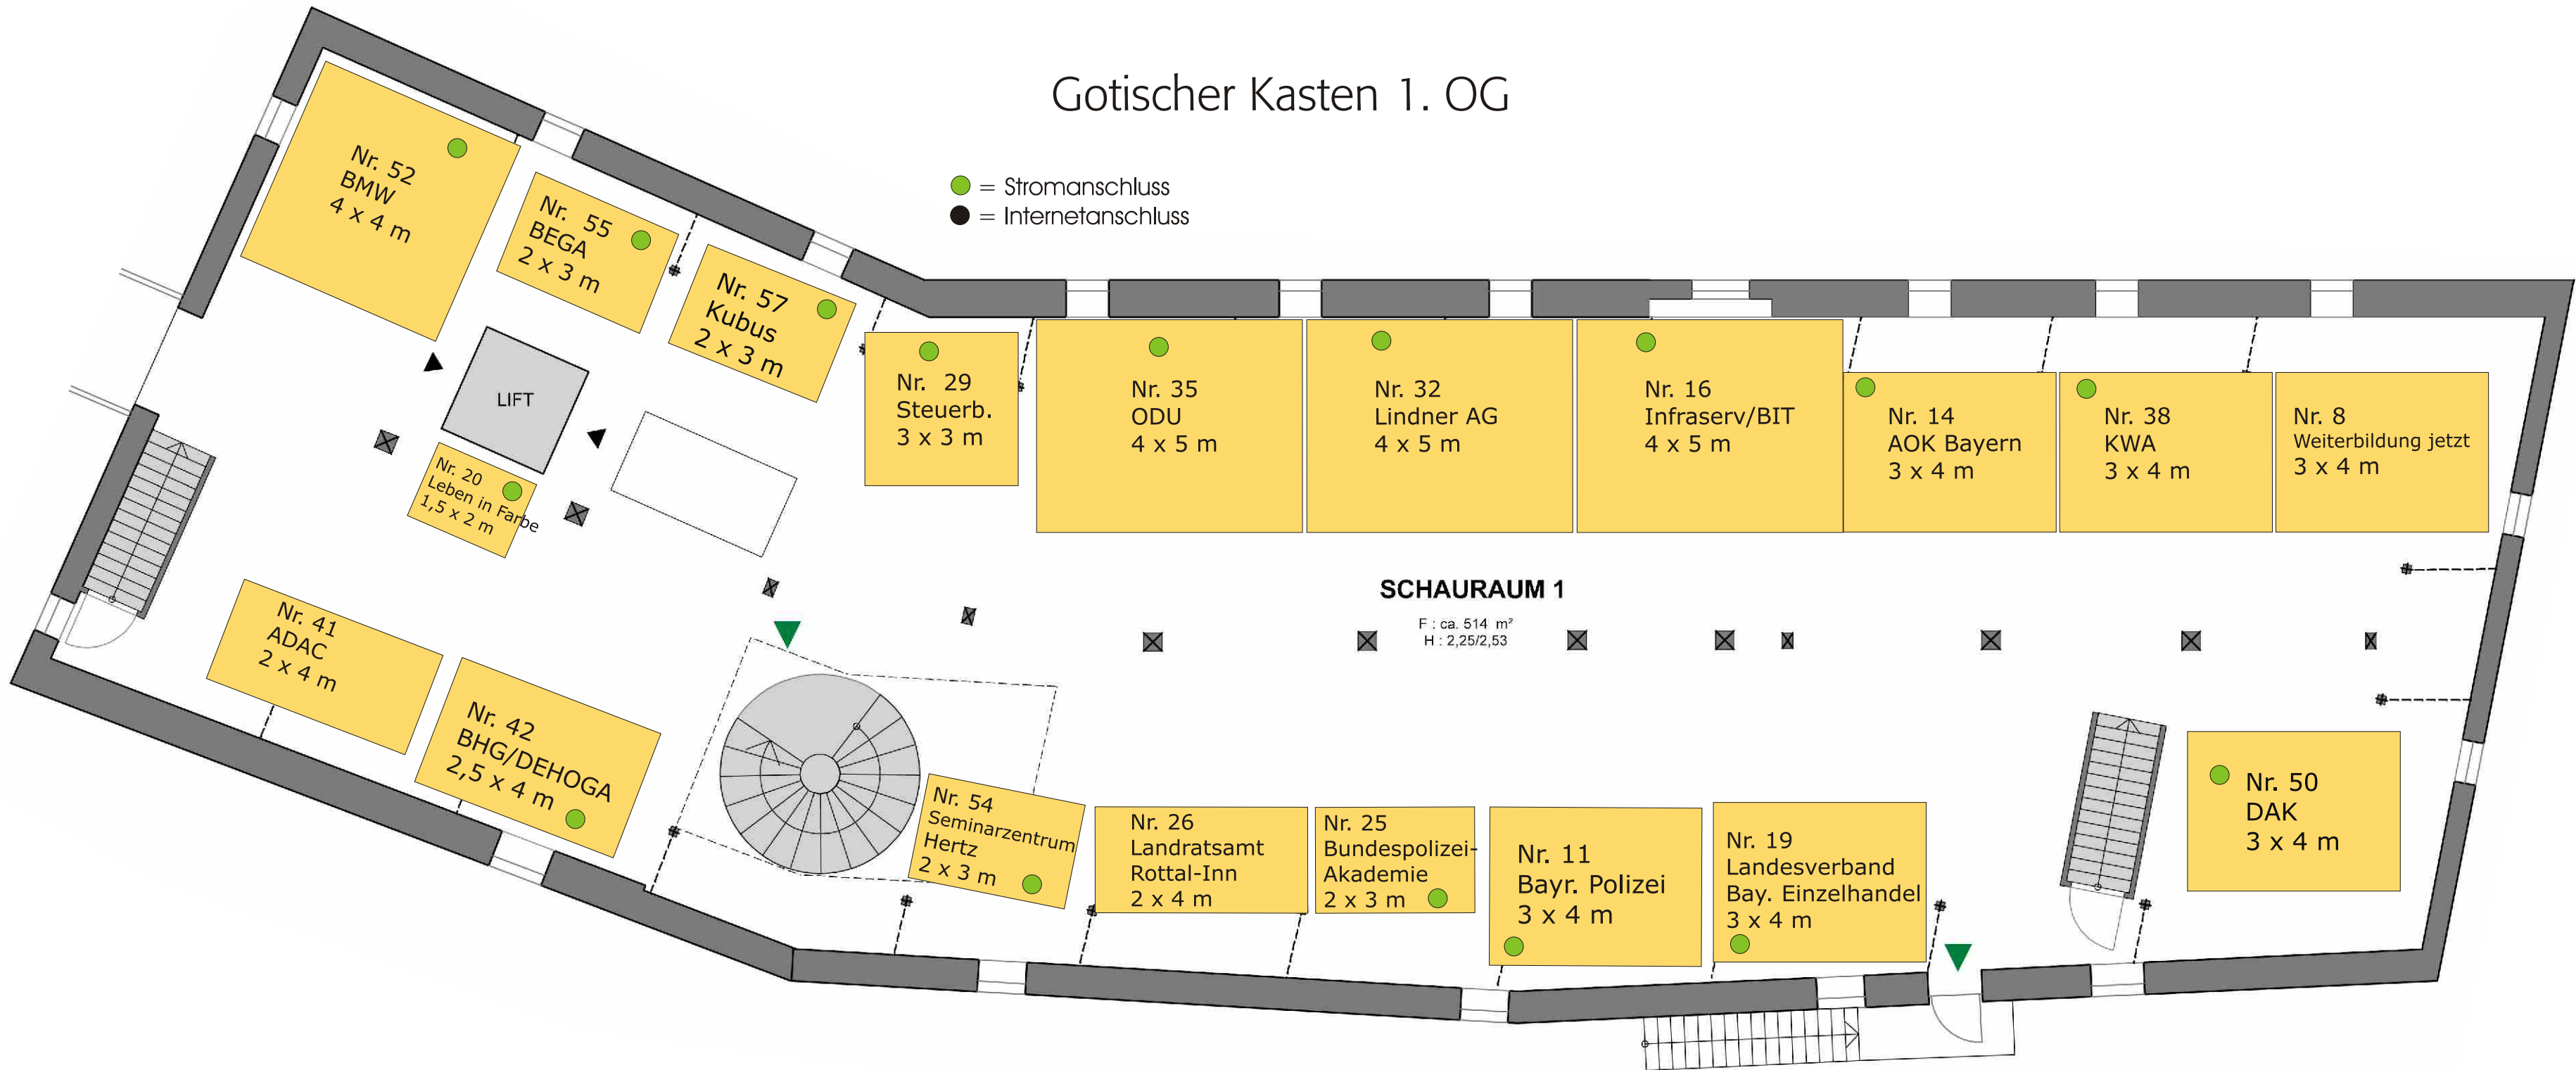 Gotischer Kasten 1. OG
= Stromanschluss
= Internetanschluss
Nr. 52
BMW
4 x 4 m
Nr. 55
BEGA
2 x 3 m
Nr. 57
Kubus
2 x 3 m
LIFT
Nr. 20
Leben in Farbe
1,5 x 2 m
Nr. 29
Steuerb.
3 x 3 m
Nr. 35
ODU
4 x 5 m
Nr. 32
Lindner AG
4 x 5 m
Nr. 16
Infraserv/BIT
4 x 5 m
Nr. 14
AOK Bayern
3 x 4 m
Nr. 38
KWA
3 x 4 m
Nr. 8
Weiterbildung jetzt
3 x 4 m
SCHAURAUM 1
F : ca. 514 m²
H : 2,25/2,53
Nr. 41
ADAC
2 x 4 m
Nr. 42
BHG/DEHOGA
2,5 x 4 m
Nr. 54
Seminarzentrum
Hertz
2 x 3 m
Nr. 26
Landratsamt
Rottal-Inn
2 x 4 m
Nr. 25
Bundespolizei-
Akademie
2 x 3 m
Nr. 11
Bayr. Polizei
3 x 4 m
Nr. 19
Landesverband
Bay. Einzelhandel
3 x 4 m
Nr. 50
DAK
3 x 4 m